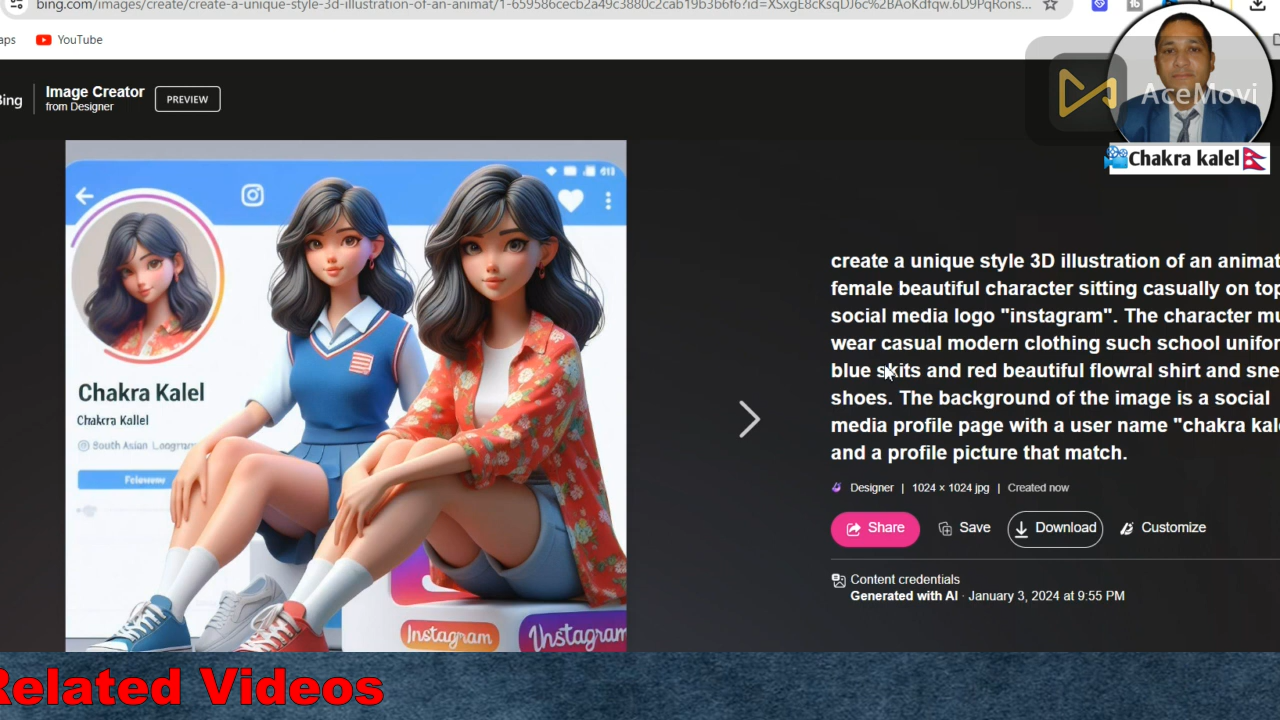 bing.com/images/create/create-a-unique-style-3d-illustration-of-an-animat/1-659586cecb2a49c3880c2cab19b3b6f6?id=XSxgE8cKsqDJ6c%2BAoKdfqw.6D9PqRons...
aps YouTube
Bing Image Creator
from Designer
PREVIEW
AceMovi
Chakra kalel
Chakra Kalel
Chakcra Kallel
South Asian
create a unique style 3D illustration of an animat
female beautiful character sitting casually on top
social media logo "instagram". The character mu
wear casual modern clothing such school unifor
blue skits and red beautiful flowral shirt and sne
shoes. The background of the image is a social
media profile page with a user name "chakra kal
and a profile picture that match.
Designer | 1024 × 1024 jpg | Created now
Share Save Download Customize
Content credentials
Generated with AI · January 3, 2024 at 9:55 PM
Instagram
Related Videos